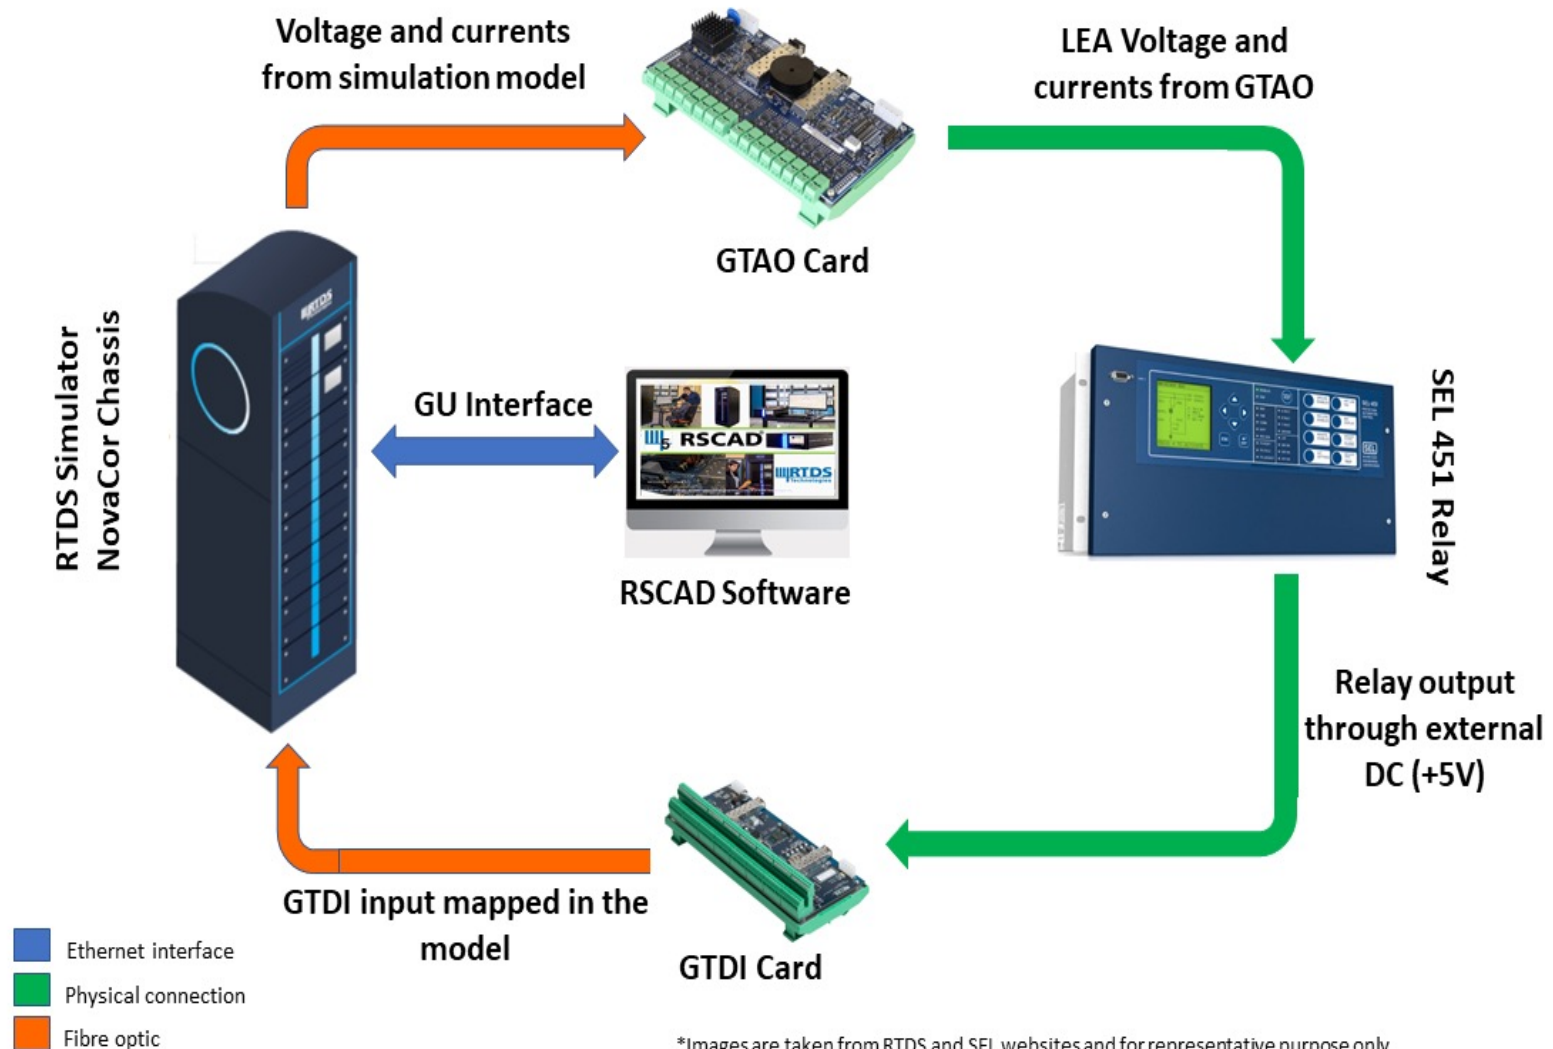 Voltage and currents
from simulation model
LEA Voltage and
currents from GTAO
GTAO Card
RTDS
RTDS Simulator
NovaCor Chassis
GU Interface
RSCAD
RTDS
Technologies
RSCAD Software
SEL
SEL 451 Relay
Relay output
through external
DC (+5V)
GTDI input mapped in the
model
GTDI Card
Ethernet interface
Physical connection
Fibre optic
*Images are taken from RTDS and SEL websites and for representative purpose only